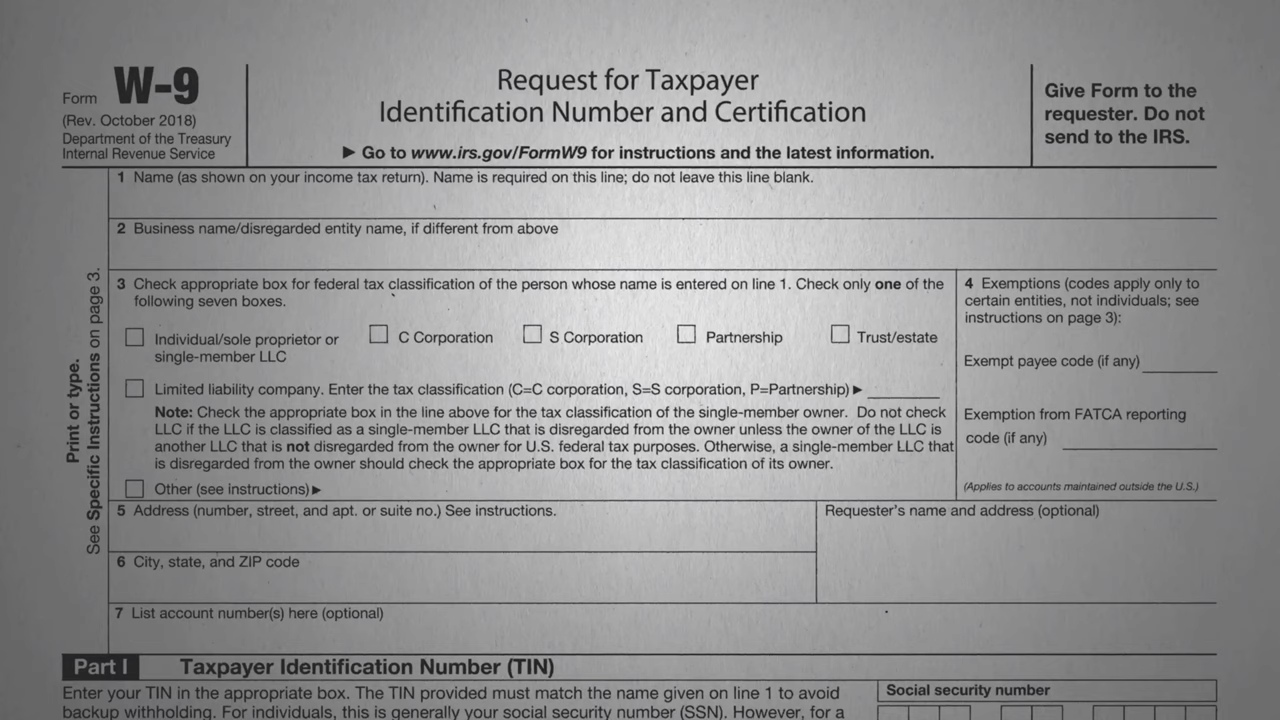 Form W-9
(Rev. October 2018)
Department of the Treasury
Internal Revenue Service
Request for Taxpayer
Identification Number and Certification
▶ Go to www.irs.gov/FormW9 for instructions and the latest information.
Give Form to the
requester. Do not
send to the IRS.
Print or type.
See Specific Instructions on page 3.
1 Name (as shown on your income tax return). Name is required on this line; do not leave this line blank.
2 Business name/disregarded entity name, if different from above
3 Check appropriate box for federal tax classification of the person whose name is entered on line 1. Check only one of the
following seven boxes.
Individual/sole proprietor or
single-member LLC
C Corporation
S Corporation
Partnership
Trust/estate
Limited liability company. Enter the tax classification (C=C corporation, S=S corporation, P=Partnership) ▶
Note: Check the appropriate box in the line above for the tax classification of the single-member owner. Do not check
LLC if the LLC is classified as a single-member LLC that is disregarded from the owner unless the owner of the LLC is
another LLC that is not disregarded from the owner for U.S. federal tax purposes. Otherwise, a single-member LLC that
is disregarded from the owner should check the appropriate box for the tax classification of its owner.
Other (see instructions) ▶
4 Exemptions (codes apply only to
certain entities, not individuals; see
instructions on page 3):
Exempt payee code (if any)
Exemption from FATCA reporting
code (if any)
(Applies to accounts maintained outside the U.S.)
5 Address (number, street, and apt. or suite no.) See instructions.
Requester's name and address (optional)
6 City, state, and ZIP code
7 List account number(s) here (optional)
Part I Taxpayer Identification Number (TIN)
Enter your TIN in the appropriate box. The TIN provided must match the name given on line 1 to avoid
backup withholding. For individuals, this is generally your social security number (SSN). However, for a
Social security number